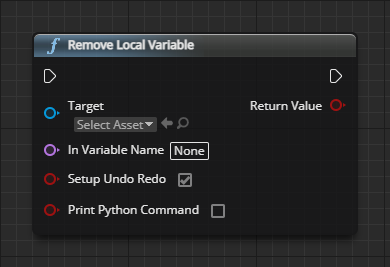 f Remove Local Variable
Target
Select Asset
Return Value
In Variable Name None
Setup Undo Redo
Print Python Command